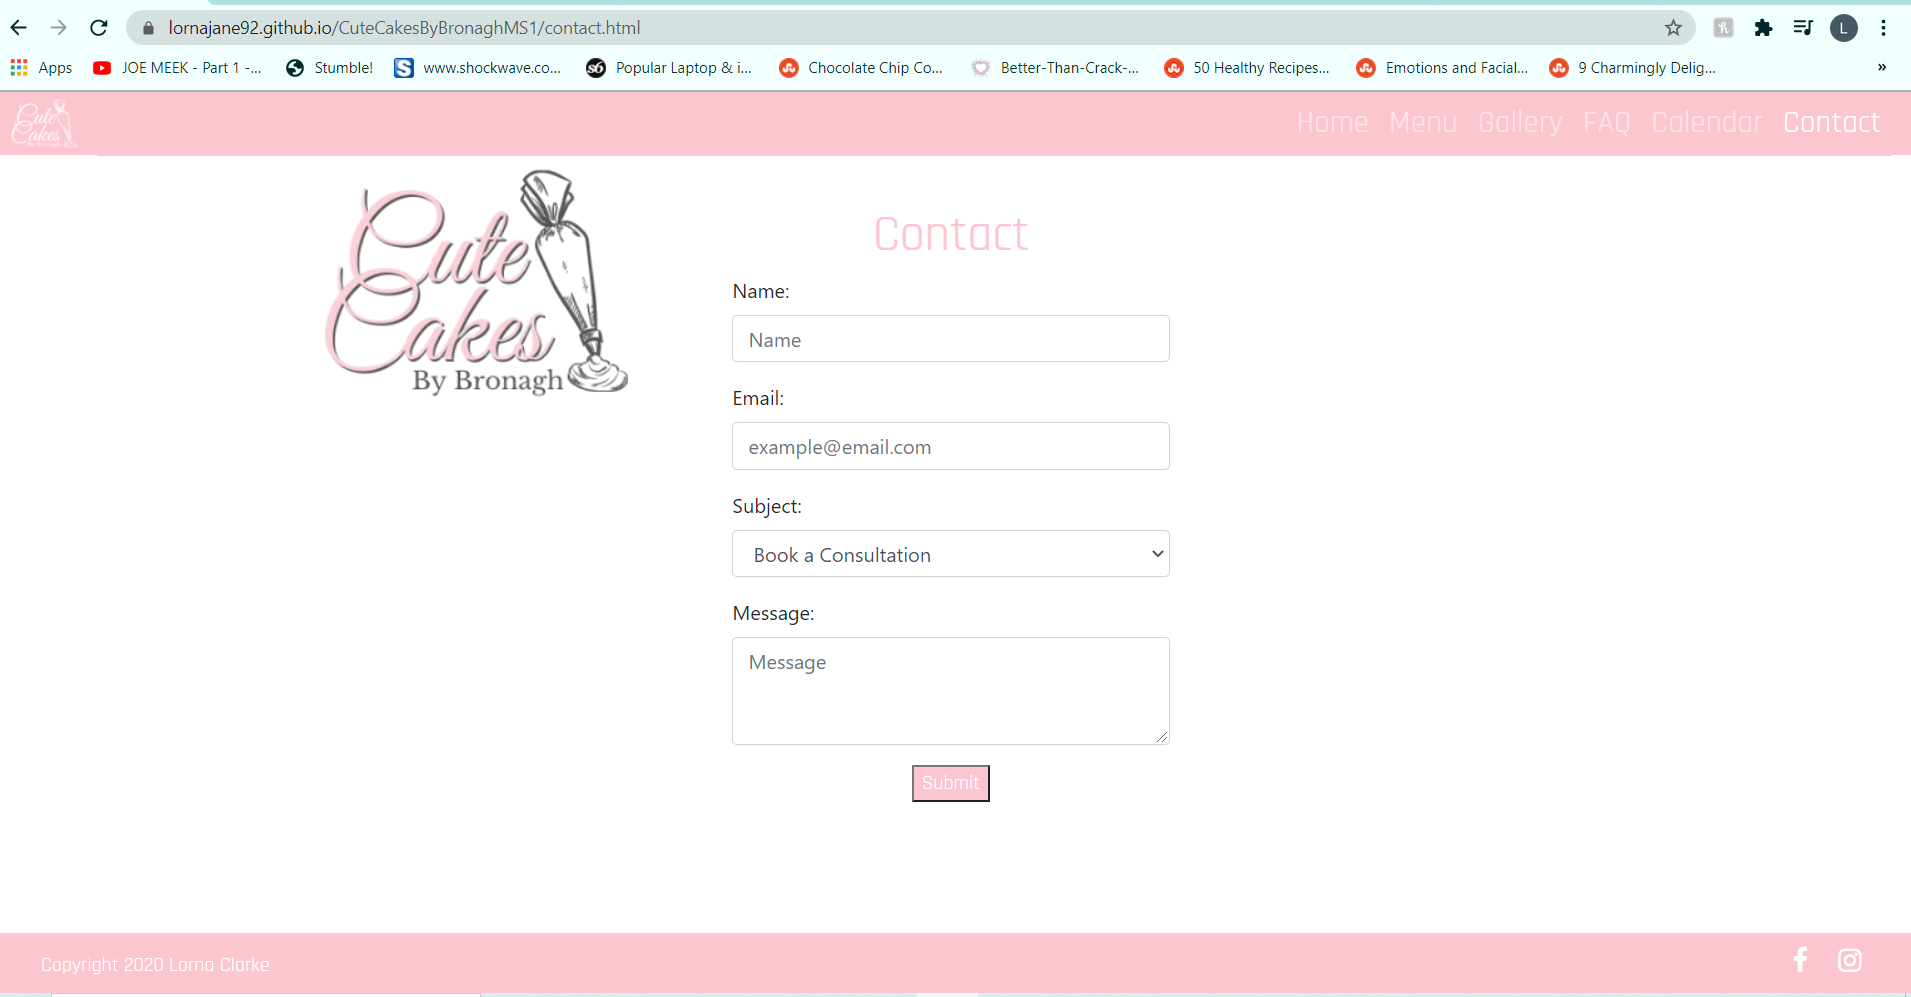 lornajane92.github.io/CuteCakesByBronaghMS1/contact.html
L
Apps JOE MEEK - Part 1 -... Stumble! www.shockwave.co... Popular Laptop & i... Chocolate Chip Co... Better-Than-Crack-... 50 Healthy Recipes... Emotions and Facial... 9 Charmingly Delig... »
Cute
Cakes
By Bronagh
Home Menu Gallery FAQ Calendar Contact
Cute
Cakes
By Bronagh
Contact
Name:
Name
Email:
example@email.com
Subject:
Book a Consultation
Message:
Message
Submit
Copyright 2020 Lorna Clarke